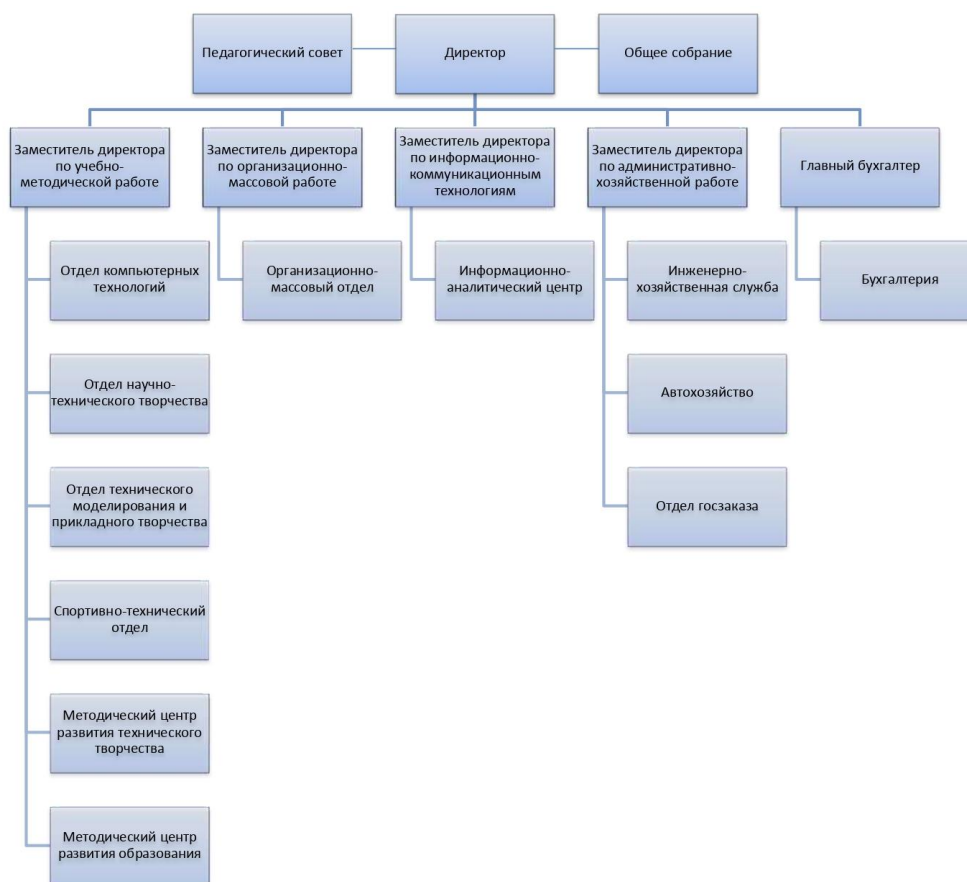 Педагогический совет
Директор
Общее собрание
Заместитель директора
по учебно-
методической работе
Заместитель директора
по организационно-
массовой работе
Заместитель директора
по информационно-
коммуникационным
технологиям
Заместитель директора
по административно-
хозяйственной работе
Главный бухгалтер
Отдел компьютерных
технологий
Организационно-
массовый отдел
Информационно-
аналитический центр
Инженерно-
хозяйственная служба
Бухгалтерия
Отдел научно-
технического творчества
Автохозяйство
Отдел технического
моделирования и
прикладного творчества
Отдел госзаказа
Спортивно-технический
отдел
Методический центр
развития технического
творчества
Методический центр
развития образования